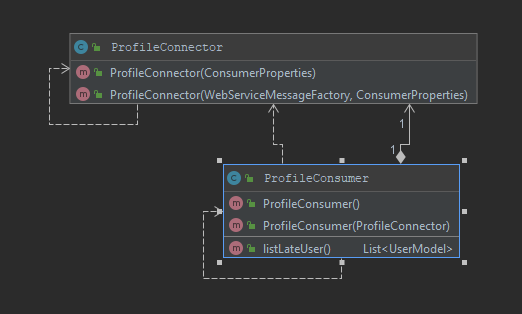 C ProfileConnector
m ProfileConnector(ConsumerProperties)
m ProfileConnector(WebServiceMessageFactory, ConsumerProperties)
1
1
C ProfileConsumer
m ProfileConsumer()
m ProfileConsumer(ProfileConnector)
m listLateUser() List<UserModel>